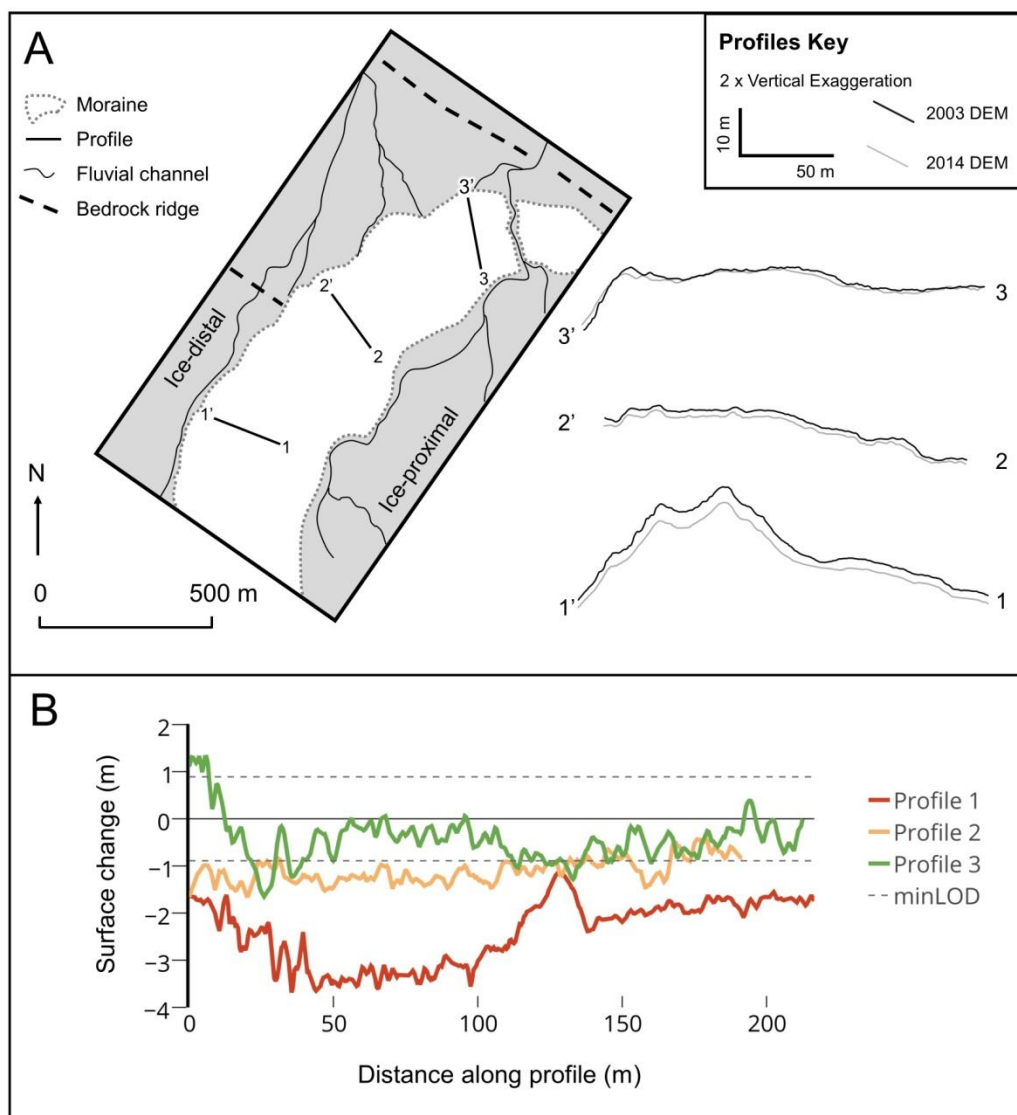 A
Moraine
Profile
Fluvial channel
Bedrock ridge
N
0 500 m
Ice-distal
Ice-proximal
3'
3
2'
2
1'
1
Profiles Key
2 x Vertical Exaggeration
10 m
50 m
2003 DEM
2014 DEM
3'
3
2'
2
1'
1
B
Surface change (m)
2
1
0
−1
−2
−3
−4
0 50 100 150 200
Distance along profile (m)
Profile 1
Profile 2
Profile 3
minLOD